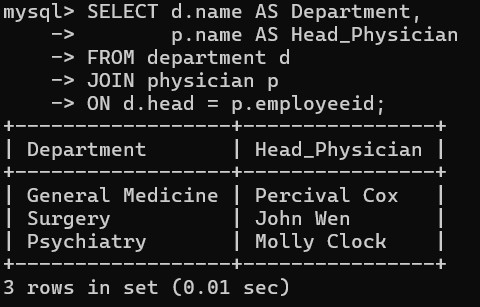 mysql> SELECT d.name AS Department,
    ->        p.name AS Head_Physician
    -> FROM department d
    -> JOIN physician p
    -> ON d.head = p.employeeid;
+------------------+----------------+
| Department       | Head_Physician |
+------------------+----------------+
| General Medicine | Percival Cox   |
| Surgery          | John Wen       |
| Psychiatry       | Molly Clock    |
+------------------+----------------+
3 rows in set (0.01 sec)